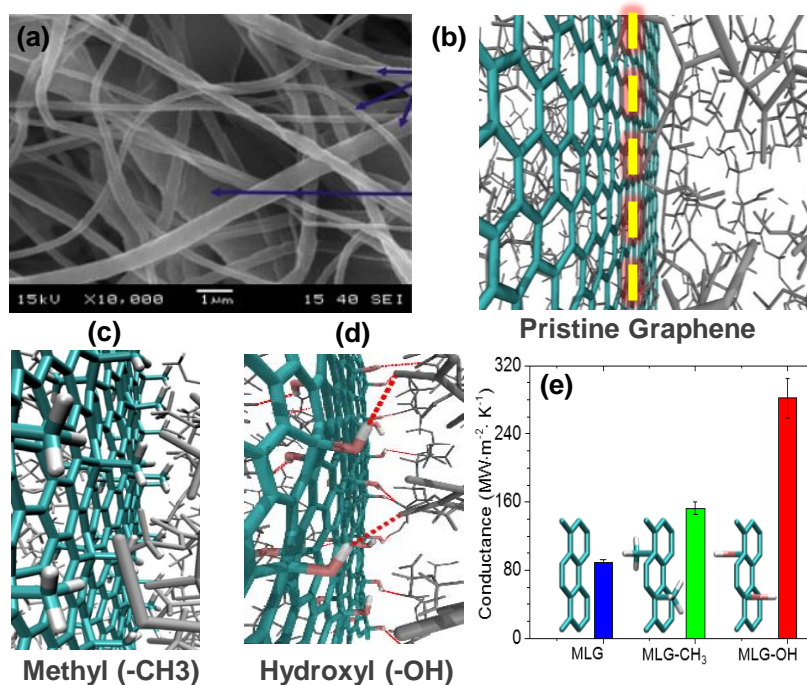 (a)
15kV X10,000 1μm 15 40 SEI
(b)
Pristine Graphene
(c)
Methyl (-CH3)
(d)
Hydroxyl (-OH)
(e)
Conductance (MW·m⁻²· K⁻¹)
320
240
160
80
0
MLG MLG-CH₃ MLG-OH